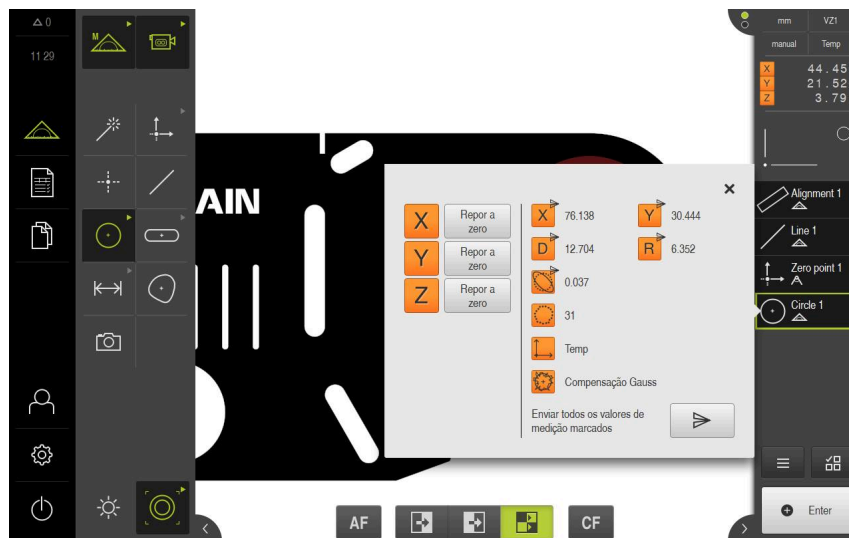 0
11 29
M
AIN
X
Repor a
zero
Y
Repor a
zero
Z
Repor a
zero
X 76.138
Y 30.444
D 12.704
R 6.352
0.037
31
Temp
Compensação Gauss
Enviar todos os valores de
medição marcados
AF
CF
mm VZ1
manual Temp
X 44.45
Y 21.52
Z 3.79
Alignment 1
Line 1
Zero point 1
Circle 1
Enter